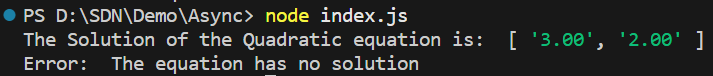 PS D:\SDN\Demo\Async> node index.js
The Solution of the Quadratic equation is:  [ '3.00', '2.00' ]
Error:  The equation has no solution